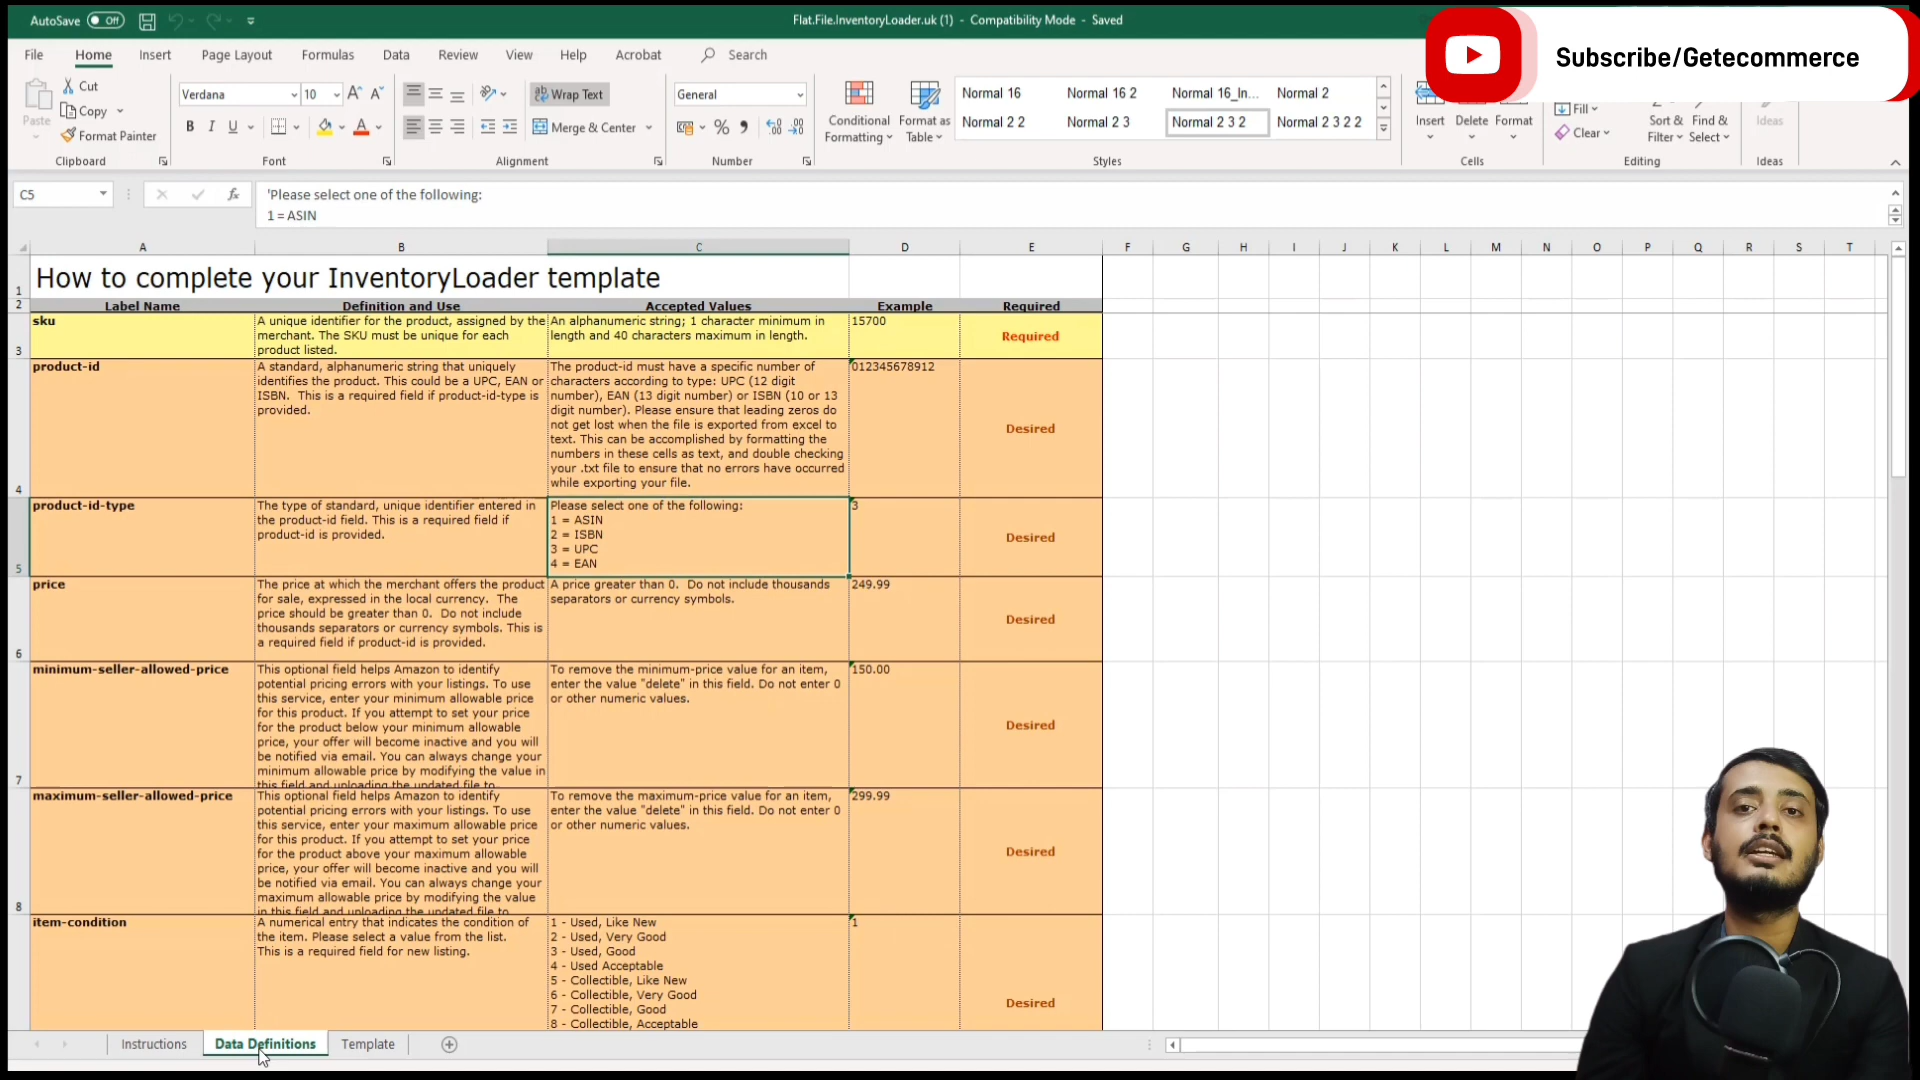 AutoSave Off
Flat.File.InventoryLoader.uk (1) - Compatibility Mode - Saved
Subscribe/Getecommerce
File Home Insert Page Layout Formulas Data Review View Help Acrobat Search
Paste
Cut
Copy
Format Painter
Clipboard
Verdana 10
B I U
Font
Wrap Text
Merge & Center
Alignment
General
% ,
Number
Conditional Formatting
Format as Table
Normal 16 Normal 16 2 Normal 16_In... Normal 2
Normal 2 2 Normal 2 3 Normal 2 3 2 Normal 2 3 2 2
Styles
Insert Delete Format
Cells
Fill
Clear
Sort & Filter
Find & Select
Editing
Ideas
Ideas
C5
fx
'Please select one of the following:
1 = ASIN
A B C D E F G H I J K L M N O P Q R S T
1
How to complete your InventoryLoader template
2
Label Name Definition and Use Accepted Values Example Required
3
sku
A unique identifier for the product, assigned by the
merchant. The SKU must be unique for each
product listed.
An alphanumeric string; 1 character minimum in
length and 40 characters maximum in length.
15700
Required
4
product-id
A standard, alphanumeric string that uniquely
identifies the product. This could be a UPC, EAN or
ISBN. This is a required field if product-id-type is
provided.
The product-id must have a specific number of
characters according to type: UPC (12 digit
number), EAN (13 digit number) or ISBN (10 or 13
digit number). Please ensure that leading zeros do
not get lost when the file is exported from excel to
text. This can be accomplished by formatting the
numbers in these cells as text, and double checking
your .txt file to ensure that no errors have occurred
while exporting your file.
012345678912
Desired
5
product-id-type
The type of standard, unique identifier entered in
the product-id field. This is a required field if
product-id is provided.
Please select one of the following:
1 = ASIN
2 = ISBN
3 = UPC
4 = EAN
3
Desired
6
price
The price at which the merchant offers the product
for sale, expressed in the local currency. The
price should be greater than 0. Do not include
thousands separators or currency symbols. This is
a required field if product-id is provided.
A price greater than 0. Do not include thousands
separators or currency symbols.
249.99
Desired
7
minimum-seller-allowed-price
This optional field helps Amazon to identify
potential pricing errors with your listings. To use
this service, enter your minimum allowable price
for this product. If you attempt to set your price
for the product below your minimum allowable
price, your offer will become inactive and you will
be notified via email. You can always change your
minimum allowable price by modifying the value in
this field and uploading the updated file to
To remove the minimum-price value for an item,
enter the value "delete" in this field. Do not enter 0
or other numeric values.
150.00
Desired
8
maximum-seller-allowed-price
This optional field helps Amazon to identify
potential pricing errors with your listings. To use
this service, enter your maximum allowable price
for this product. If you attempt to set your price
for the product above your maximum allowable
price, your offer will become inactive and you will
be notified via email. You can always change your
maximum allowable price by modifying the value
in this field and uploading the updated file to
To remove the maximum-price value for an item,
enter the value "delete" in this field. Do not enter 0
or other numeric values.
299.99
Desired
item-condition
A numerical entry that indicates the condition of
the item. Please select a value from the list.
This is a required field for new listing.
1 - Used, Like New
2 - Used, Very Good
3 - Used, Good
4 - Used Acceptable
5 - Collectible, Like New
6 - Collectible, Very Good
7 - Collectible, Good
8 - Collectible, Acceptable
1
Desired
Instructions Data Definitions Template